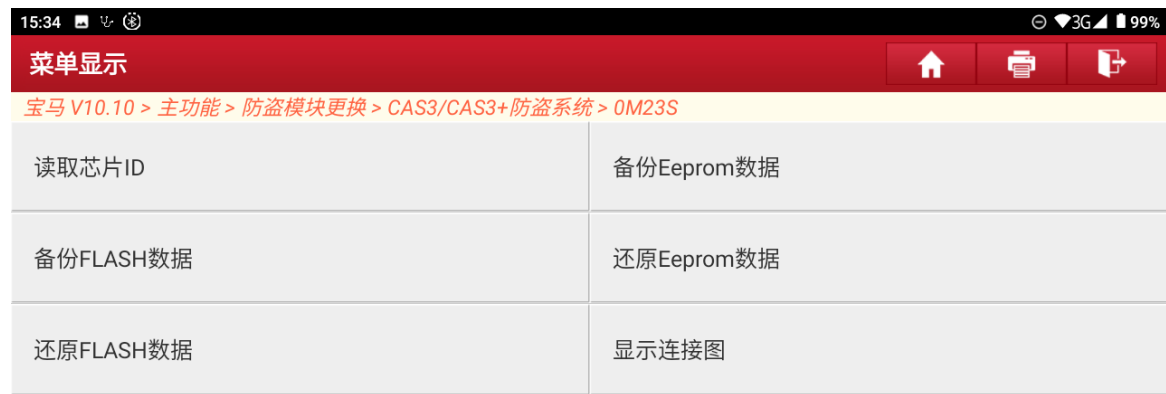 15:34 3G 99%
菜单显示
宝马 V10.10 > 主功能 > 防盗模块更换 > CAS3/CAS3+防盗系统 > 0M23S
读取芯片ID 备份Eeprom数据
备份FLASH数据 还原Eeprom数据
还原FLASH数据 显示连接图